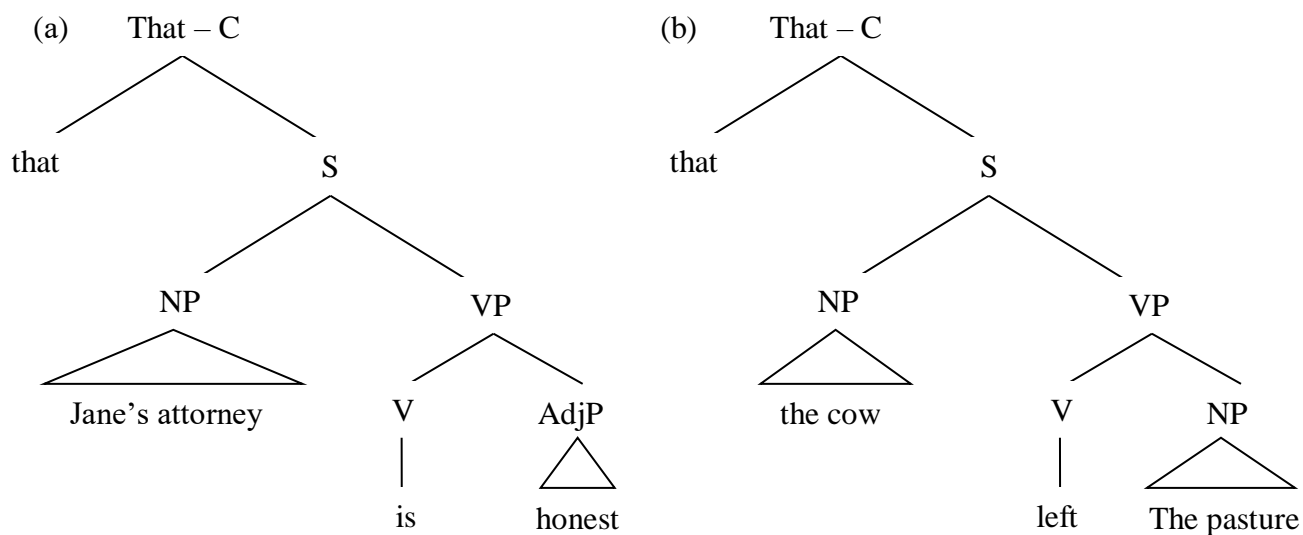 (a) That – C (b) That – C
that S that S
NP VP NP VP
Jane’s attorney V AdjP the cow V NP
is honest left The pasture